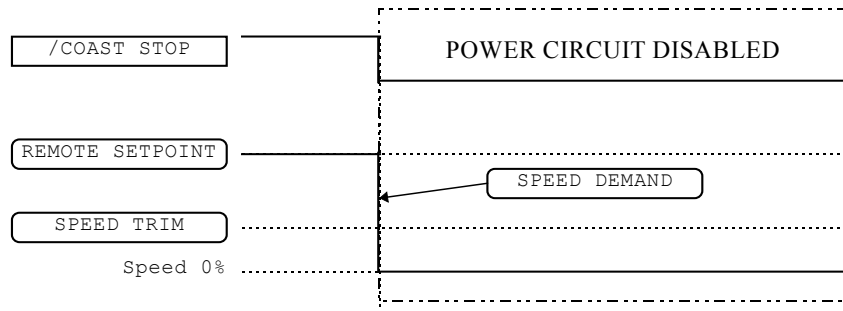 /COAST STOP
POWER CIRCUIT DISABLED
REMOTE SETPOINT
SPEED DEMAND
SPEED TRIM
Speed 0%